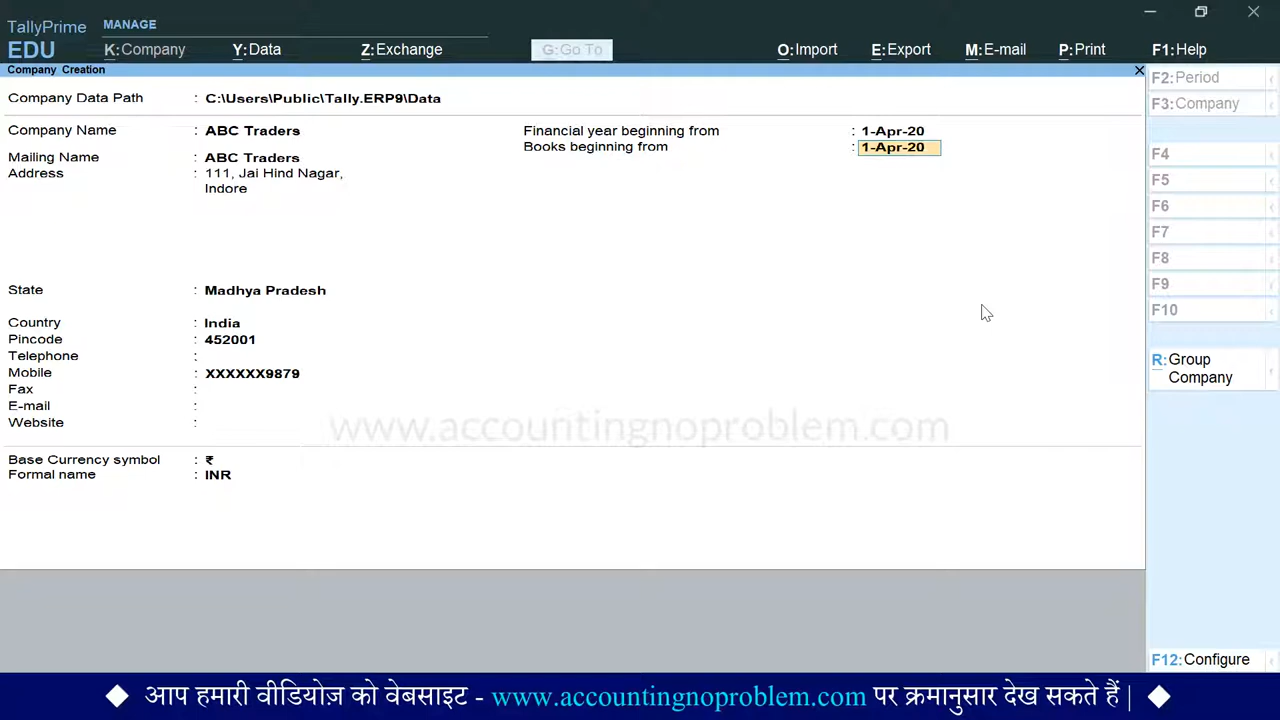 TallyPrime
EDU
MANAGE
K:Company
Y:Data
Z:Exchange
G:Go To
O:Import
E:Export
M:E-mail
P:Print
F1:Help
Company Creation
Company Data Path : C:\Users\Public\Tally.ERP9\Data
Company Name : ABC Traders
Financial year beginning from : 1-Apr-20
Books beginning from : 1-Apr-20
Mailing Name : ABC Traders
Address : 111, Jai Hind Nagar,
Indore
State : Madhya Pradesh
Country : India
Pincode : 452001
Telephone :
Mobile : XXXXXX9879
Fax :
E-mail :
Website :
www.accountingnoproblem.com
Base Currency symbol : ₹
Formal name : INR
F2:Period
F3:Company
F4
F5
F6
F7
F8
F9
F10
R:Group
Company
F12:Configure
◆ आप हमारी वीडियोज़ को वेबसाइट - www.accountingnoproblem.com पर क्रमानुसार देख सकते हैं | ◆